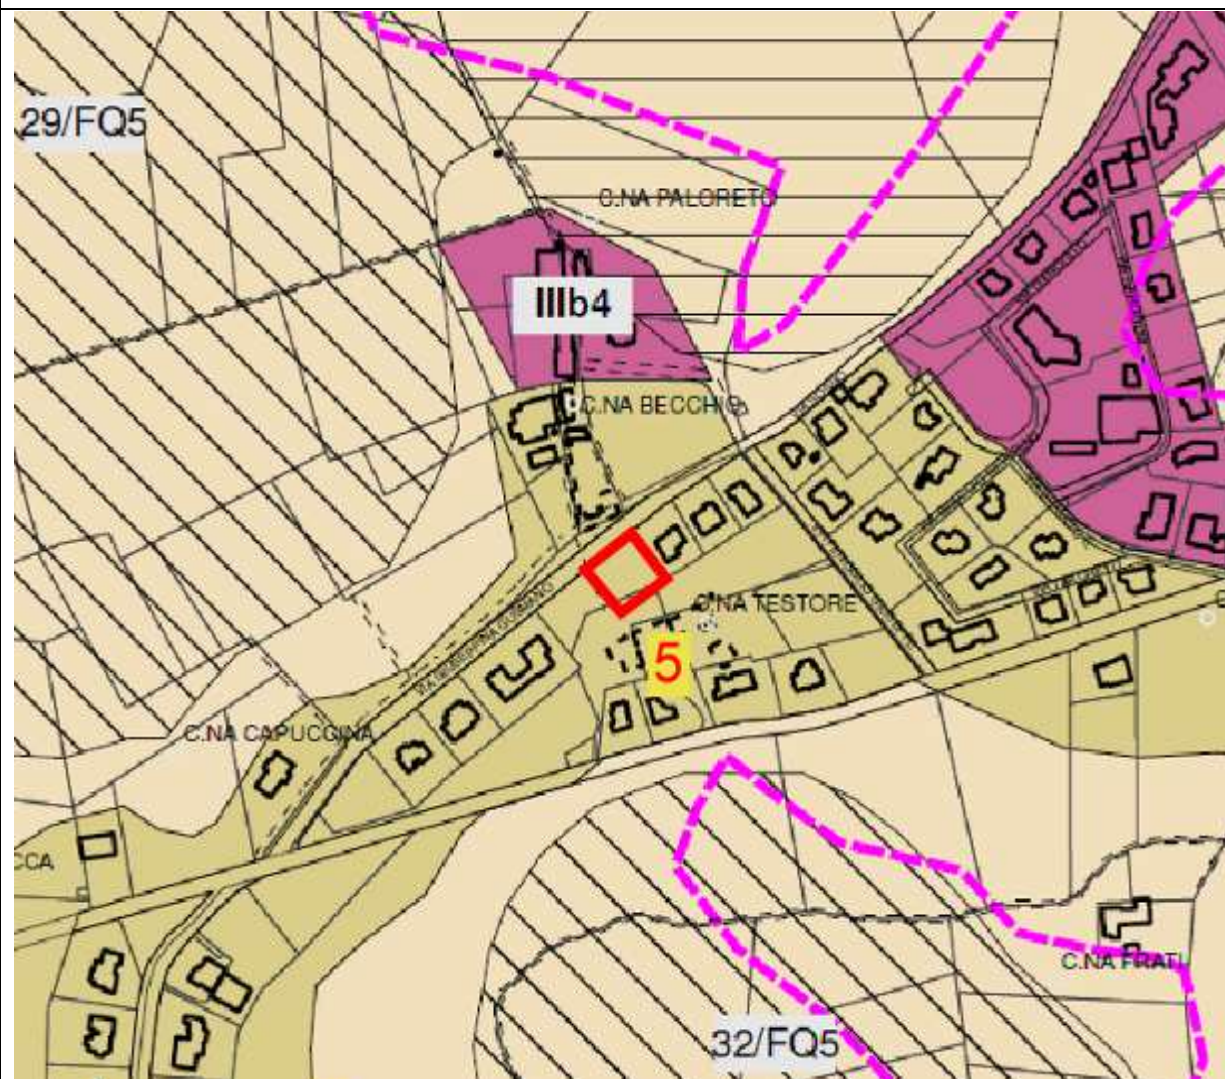 29/FQ5
C.NA PALORETO
IIIb4
C.NA BECCHIO
C.NA TESTORE
5
C.NA CAPUCCINA
CCA
C.NA FRATI
32/FQ5